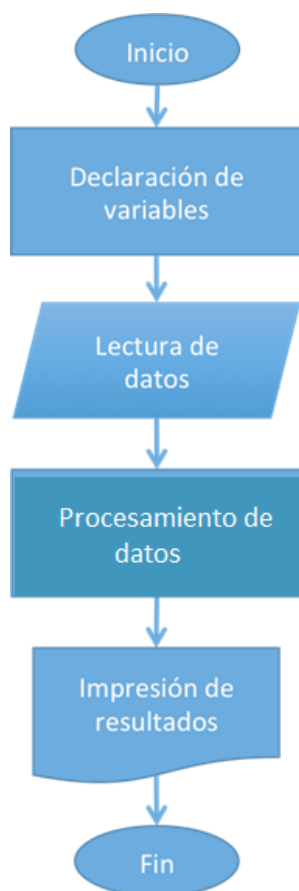 Inicio
Declaración de
variables
Lectura de
datos
Procesamiento de
datos
Impresión de
resultados
Fin